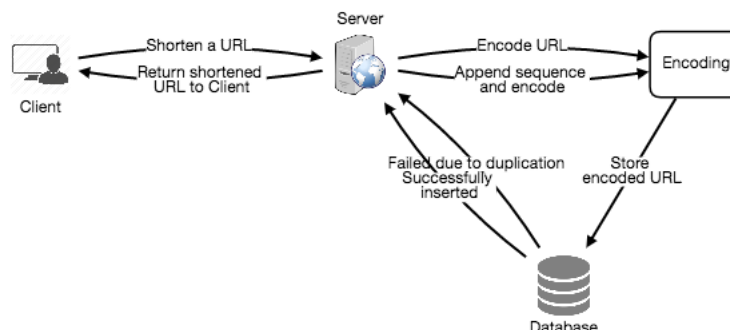 Server
Shorten a URL
Encode URL
Return shortened
URL to Client
Append sequence
and encode
Encoding
Client
Failed due to duplication
Successfully
inserted
Store
encoded URL
Database